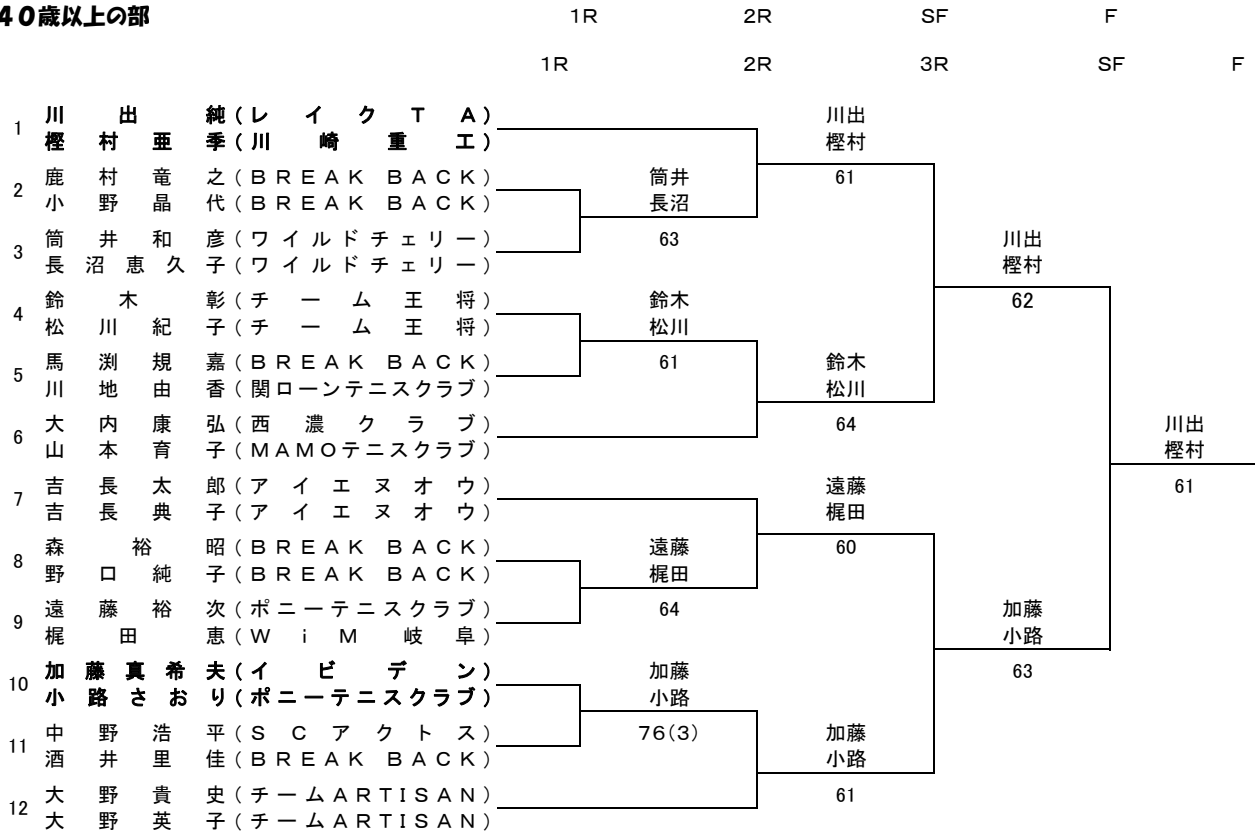 40歳以上の部
1R 2R SF F
1R 2R 3R SF F
1 川出純(レイクTA)
樫村亜季(川崎重工)
2 鹿村竜之(BREAK BACK)
小野晶代(BREAK BACK)
3 筒井和彦(ワイルドチェリー)
長沼恵久子(ワイルドチェリー)
4 鈴木彰(チーム王将)
松川紀子(チーム王将)
5 馬渕規嘉(BREAK BACK)
川地由香(関ローンテニスクラブ)
6 大内康弘(西濃クラブ)
山本育子(MAMOテニスクラブ)
7 吉長太郎(アイエヌオウ)
吉長典子(アイエヌオウ)
8 森裕昭(BREAK BACK)
野口純子(BREAK BACK)
9 遠藤裕次(ポニーテニスクラブ)
梶田恵(WiM岐阜)
10 加藤真希夫(イビデン)
小路さおり(ポニーテニスクラブ)
11 中野浩平(SCアクトス)
酒井里佳(BREAK BACK)
12 大野貴史(チームARTISAN)
大野英子(チームARTISAN)
筒井
長沼
63
鈴木
松川
61
遠藤
梶田
64
加藤
小路
76(3)
川出
樫村
61
鈴木
松川
64
遠藤
梶田
60
加藤
小路
61
川出
樫村
62
加藤
小路
63
川出
樫村
61